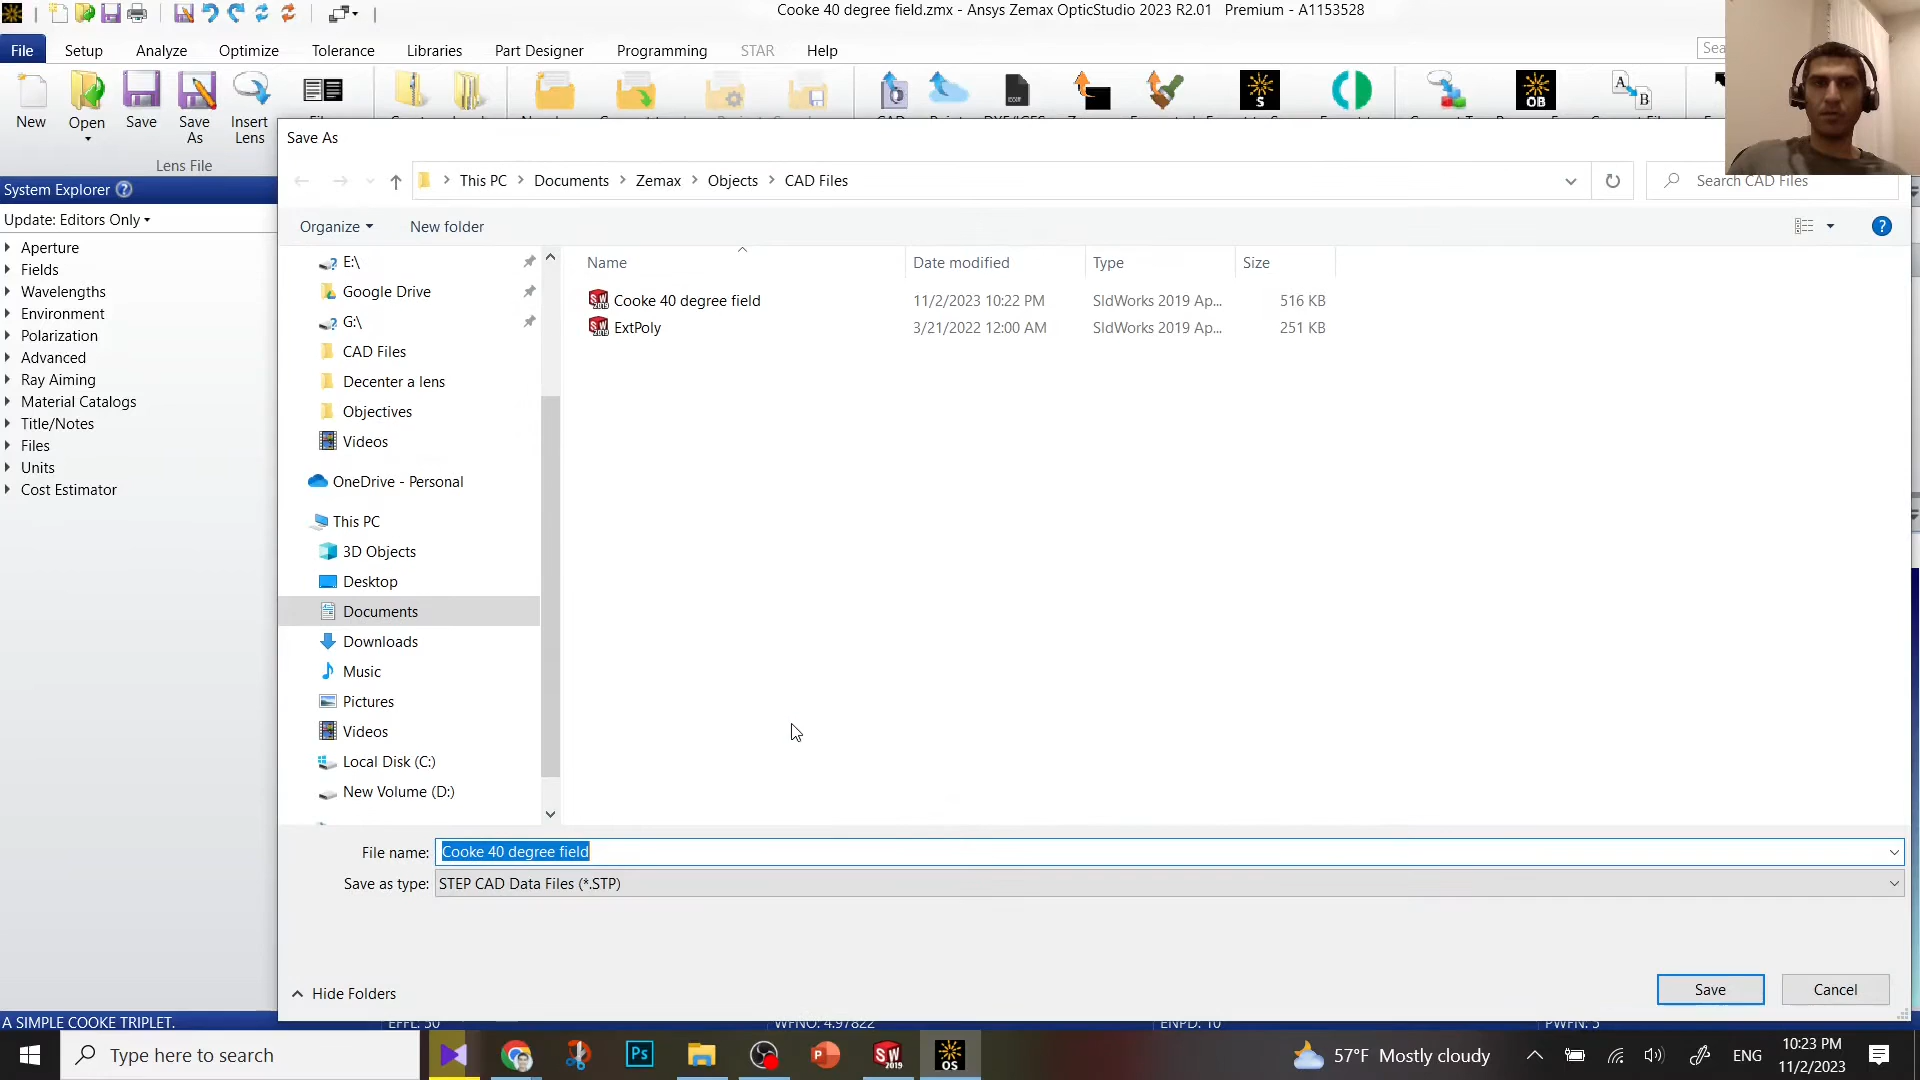 Cooke 40 degree field.zmx - Ansys Zemax OpticStudio 2023 R2.01 Premium - A1153528
File Setup Analyze Optimize Tolerance Libraries Part Designer Programming STAR Help
New Open Save Save As Insert Lens
Lens File
System Explorer
Update: Editors Only
Aperture
Fields
Wavelengths
Environment
Polarization
Advanced
Ray Aiming
Material Catalogs
Title/Notes
Files
Units
Cost Estimator
Save As
This PC > Documents > Zemax > Objects > CAD Files
Search CAD Files
Organize New folder
E:\
Google Drive
G:\
CAD Files
Decenter a lens
Objectives
Videos
OneDrive - Personal
This PC
3D Objects
Desktop
Documents
Downloads
Music
Pictures
Videos
Local Disk (C:)
New Volume (D:)
Name Date modified Type Size
Cooke 40 degree field 11/2/2023 10:22 PM SldWorks 2019 Ap... 516 KB
ExtPoly 3/21/2022 12:00 AM SldWorks 2019 Ap... 251 KB
File name: Cooke 40 degree field
Save as type: STEP CAD Data Files (*.STP)
Hide Folders
Save Cancel
A SIMPLE COOKE TRIPLET. EFFL: 50 WFNO: 4.97822 ENPD: 10
Type here to search
57°F Mostly cloudy
ENG
10:23 PM
11/2/2023